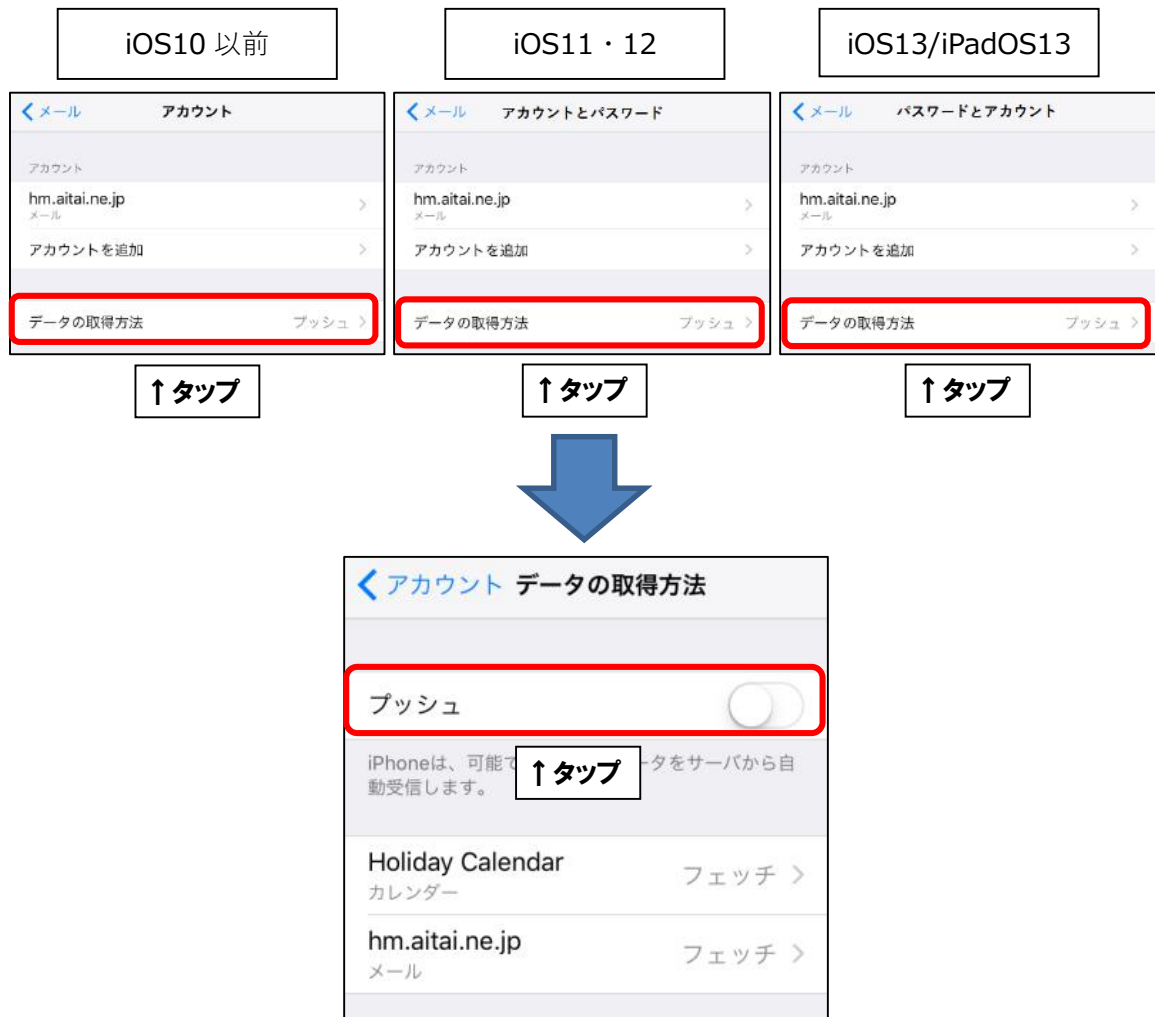 iOS10 以前
iOS11・12
iOS13/iPadOS13
メール アカウント
アカウント
hm.aitai.ne.jp
メール
アカウントを追加
データの取得方法 プッシュ
メール アカウントとパスワード
アカウント
hm.aitai.ne.jp
メール
アカウントを追加
データの取得方法 プッシュ
メール パスワードとアカウント
アカウント
hm.aitai.ne.jp
メール
アカウントを追加
データの取得方法 プッシュ
↑タップ
↑タップ
↑タップ
アカウント データの取得方法
プッシュ
iPhoneは、可能で ータをサーバから自
動受信します。
↑タップ
Holiday Calendar フェッチ
カレンダー
hm.aitai.ne.jp フェッチ
メール